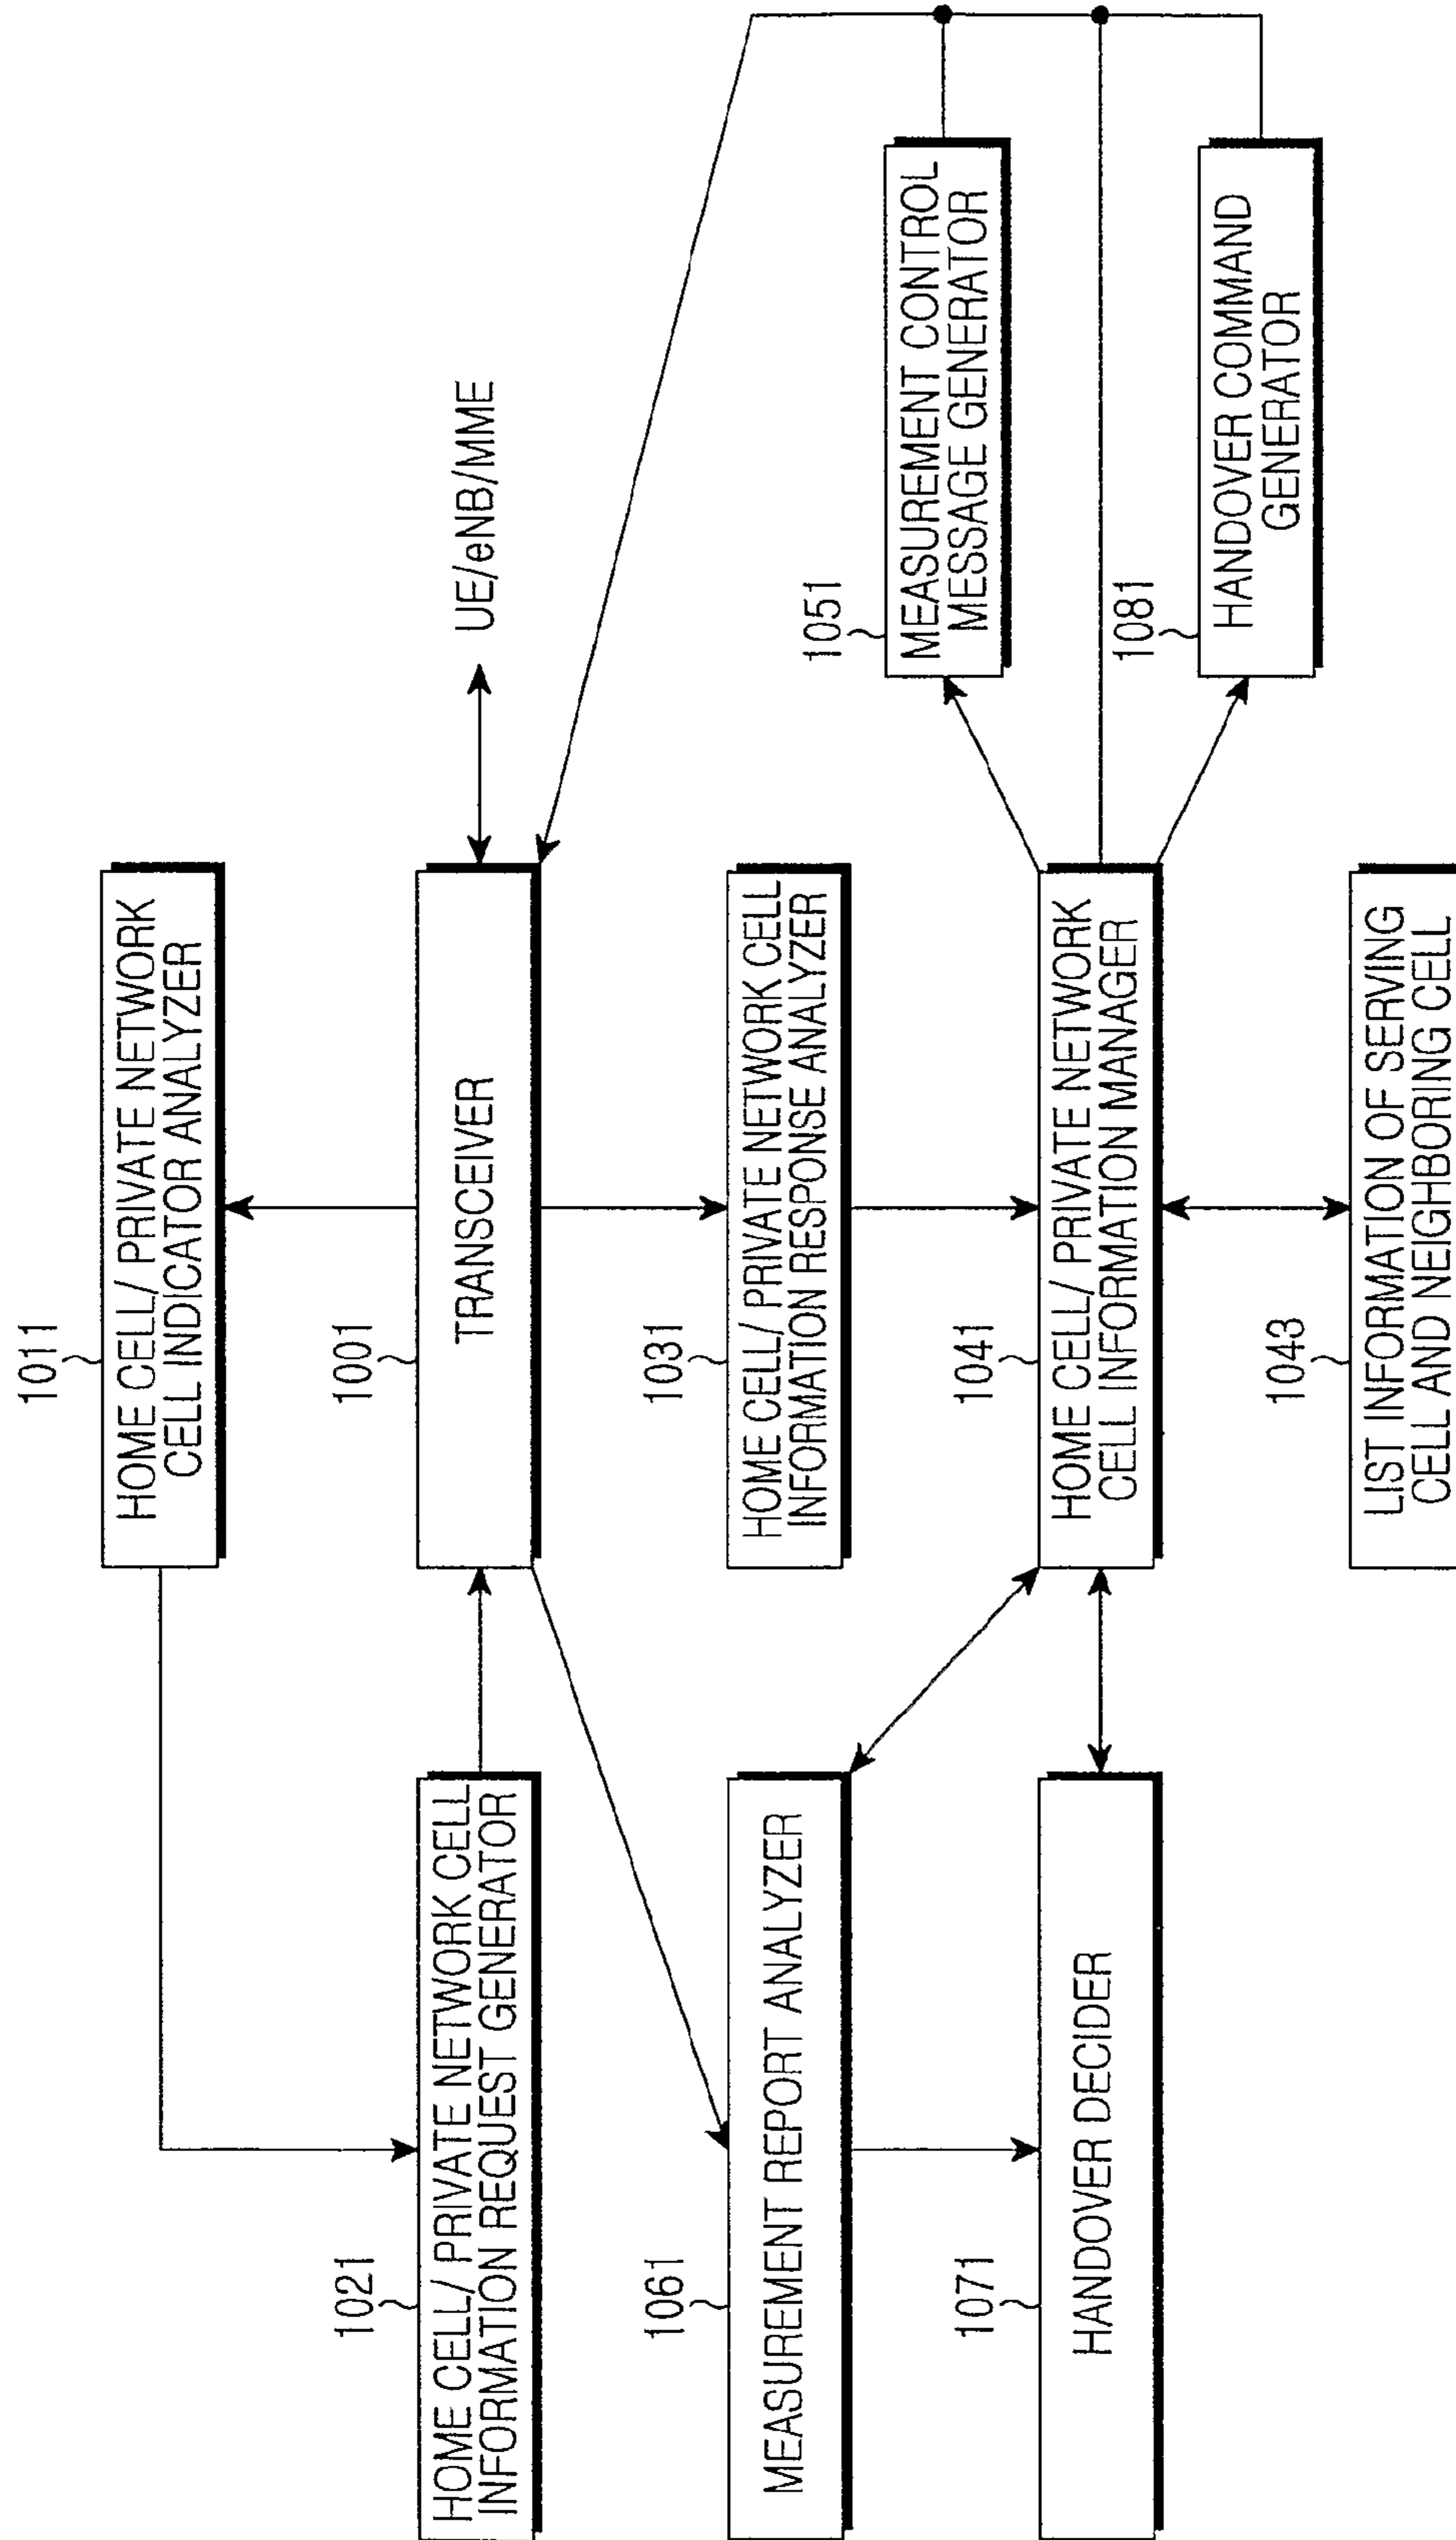 1011
HOME CELL/ PRIVATE NETWORK
CELL INDICATOR ANALYZER
1021
HOME CELL/ PRIVATE NETWORK CELL
INFORMATION REQUEST GENERATOR
1001
TRANSCEIVER
UE/eNB/MME
1061
MEASUREMENT REPORT ANALYZER
1031
HOME CELL/ PRIVATE NETWORK CELL
INFORMATION RESPONSE ANALYZER
1051
MEASUREMENT CONTROL
MESSAGE GENERATOR
1071
HANDOVER DECIDER
1041
HOME CELL/ PRIVATE NETWORK
CELL INFORMATION MANAGER
1081
HANDOVER COMMAND
GENERATOR
1043
LIST INFORMATION OF SERVING
CELL AND NEIGHBORING CELL